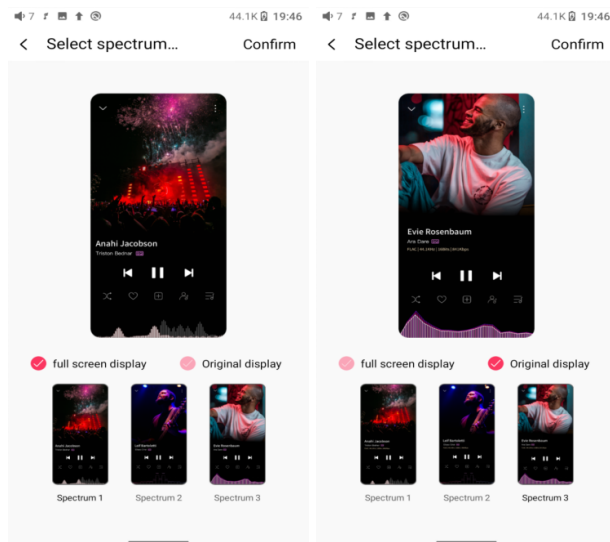 7 44.1K 19:46
Select spectrum... Confirm
Anahi Jacobson
Tristan Bednar
full screen display Original display
Spectrum 1 Spectrum 2 Spectrum 3
7 44.1K 19:46
Select spectrum... Confirm
Evie Rosenbaum
Ara Dare
full screen display Original display
Spectrum 1 Spectrum 2 Spectrum 3